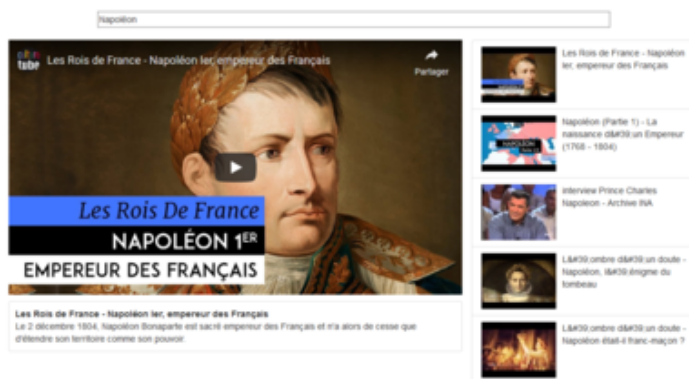 Napoléon
Les Rois de France - Napoléon Ier, empereur des Français
Partager
tube
Les Rois De France
NAPOLÉON 1ER
EMPEREUR DES FRANÇAIS
Les Rois de France - Napoléon Ier, empereur des Français
Le 2 décembre 1804, Napoléon Bonaparte est sacré empereur des Français et n'a alors de cesse que
d'étendre son territoire comme son pouvoir.
Les Rois de France - Napoléon
Ier, empereur des Français
Napoléon (Partie 1) - La
naissance d&#39;un Empereur
(1768 - 1804)
NAPOLÉON
interview Prince Charles
Napoleon - Archive INA
L&#39;ombre d&#39;un doute -
Napoléon, l&#39;énigme du
tombeau
L&#39;ombre d&#39;un doute -
Napoléon était-il franc-maçon ?